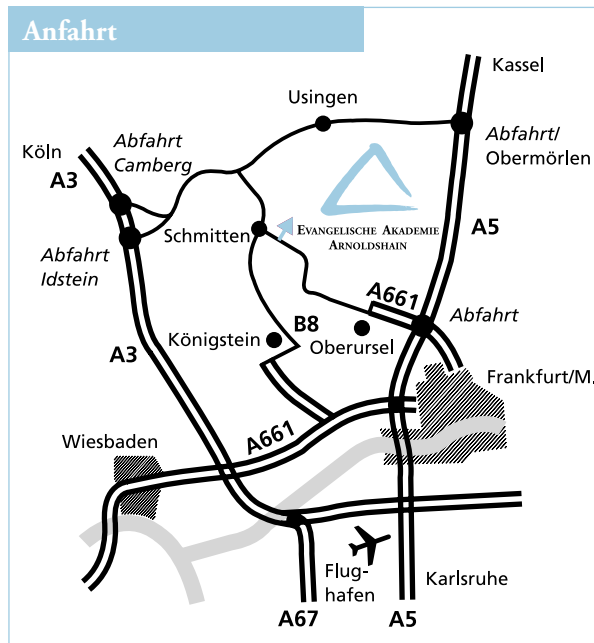 Anfahrt
Kassel
Usingen
Abfahrt
Camberg
Köln
A3
Abfahrt/
Obermörlen
Schmitten
EVANGELISCHE AKADEMIE
ARNOLDSHAIN
A5
Abfahrt
Idstein
A661
Abfahrt
B8
Königstein
Oberursel
A3
Frankfurt/M.
A661
Wiesbaden
Flug-
hafen
Karlsruhe
A67
A5